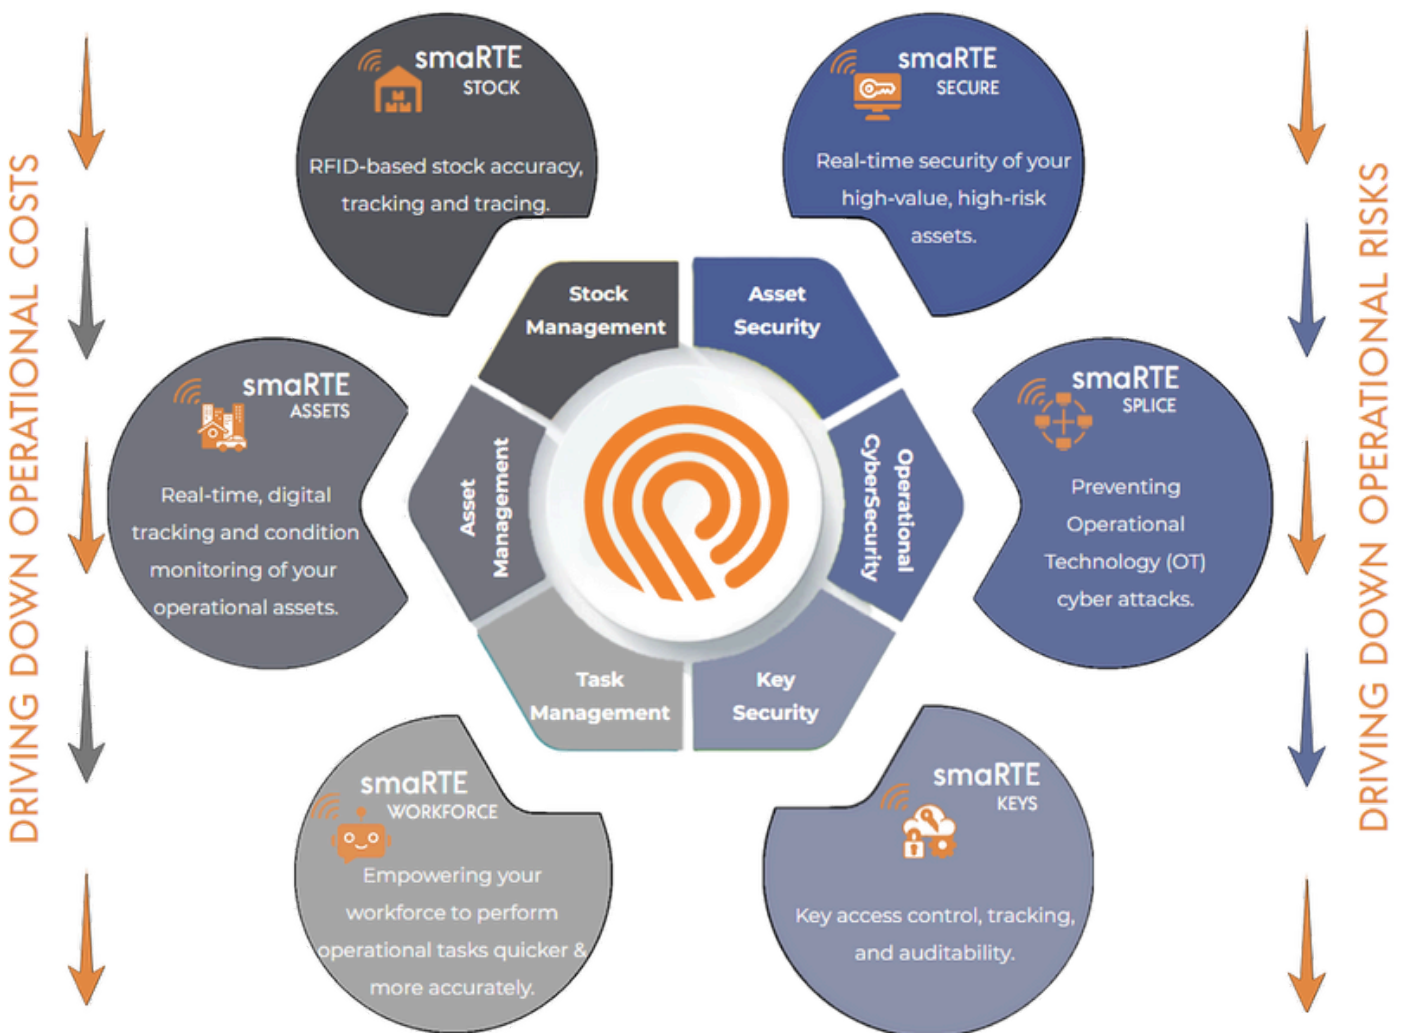 DRIVING DOWN OPERATIONAL COSTS
smaRTE
STOCK
RFID-based stock accuracy,
tracking and tracing.
smaRTE
SECURE
Real-time security of your
high-value, high-risk
assets.
DRIVING DOWN OPERATIONAL RISKS
Stock
Management
Asset
Security
smaRTE
ASSETS
Real-time, digital
tracking and condition
monitoring of your
operational assets.
Asset
Management
Operational
CyberSecurity
smaRTE
SPLICE
Preventing
Operational
Technology (OT)
cyber attacks.
Task
Management
Key
Security
smaRTE
WORKFORCE
Empowering your
workforce to perform
operational tasks quicker &
more accurately.
smaRTE
KEYS
Key access control, tracking,
and auditability.